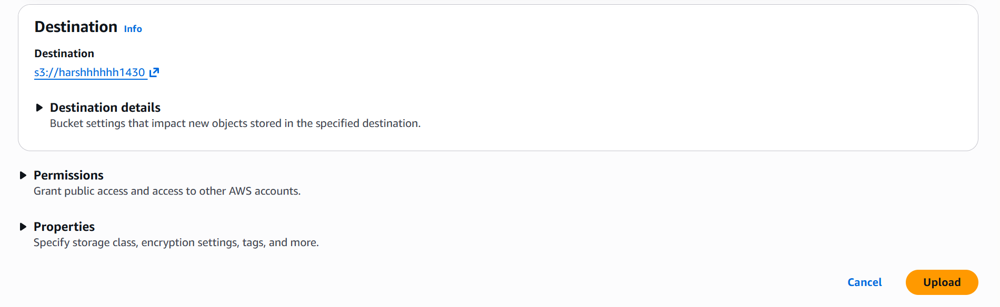 Destination Info
Destination
s3://harshhhhhh1430
Destination details
Bucket settings that impact new objects stored in the specified destination.
Permissions
Grant public access and access to other AWS accounts.
Properties
Specify storage class, encryption settings, tags, and more.
Cancel Upload